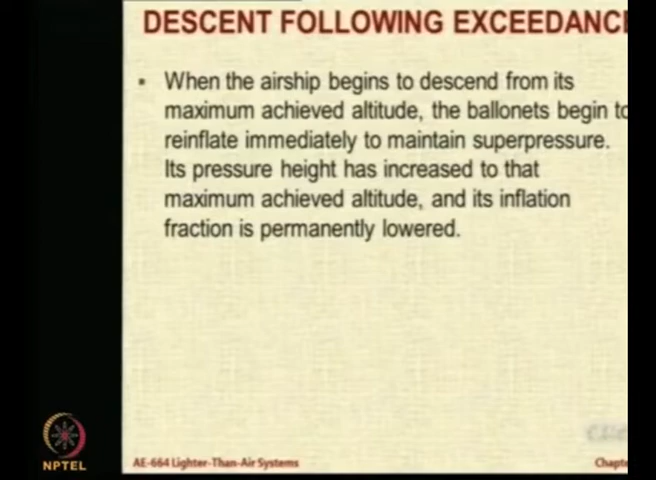 DESCENT FOLLOWING EXCEEDANC
When the airship begins to descend from its
maximum achieved altitude, the ballonets begin to
reinflate immediately to maintain superpressure.
Its pressure height has increased to that
maximum achieved altitude, and its inflation
fraction is permanently lowered.
NPTEL
AE-664 Lighter-Than-Air Systems
Chapte